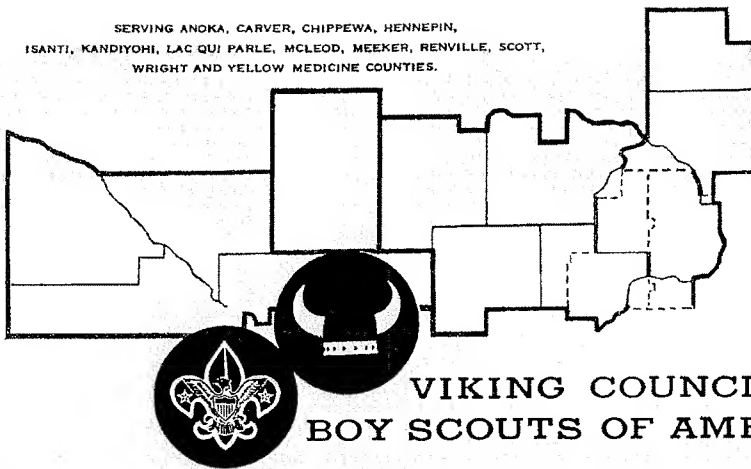 SERVING ANOKA, CARVER, CHIPPEWA, HENNEPIN,
ISANTI, KANDIYOHI, LAC QUI PARLE, MCLEOD, MEEKER, RENVILLE, SCOTT,
WRIGHT AND YELLOW MEDICINE COUNTIES.
VIKING COUNCI
BOY SCOUTS OF AME